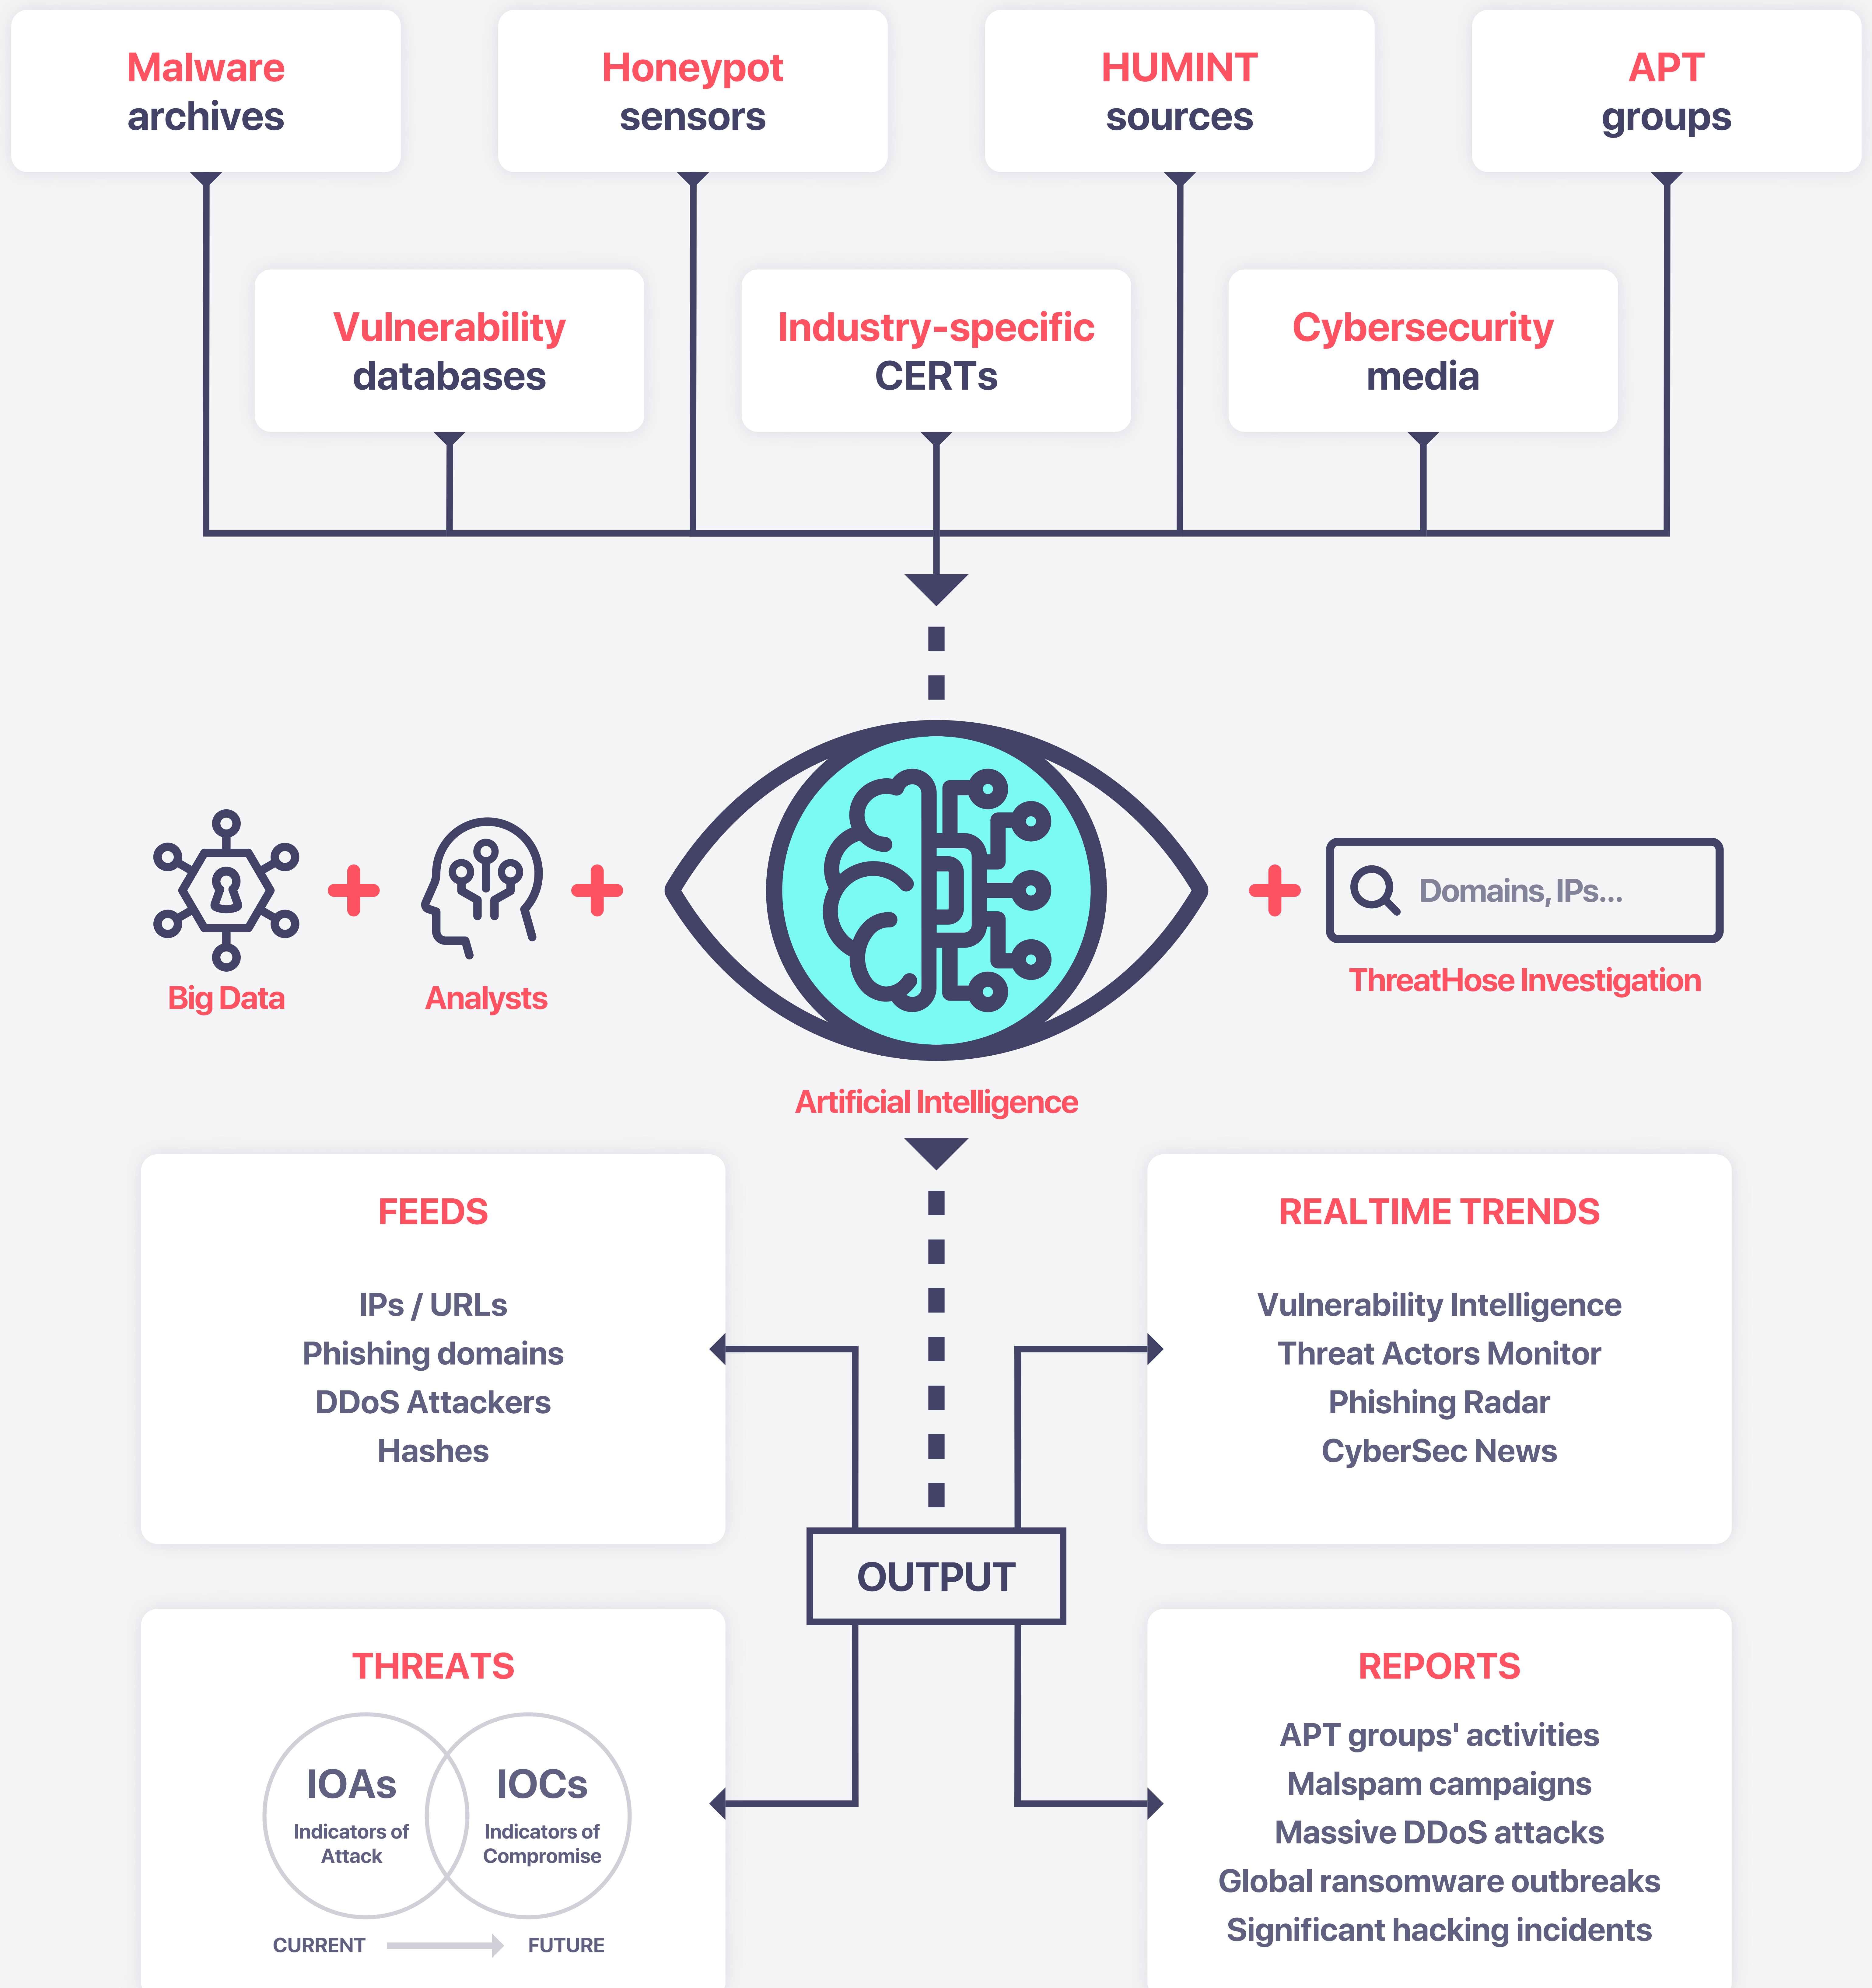 Malware
archives
Honeypot
sensors
HUMINT
sources
APT
groups
Vulnerability
databases
Industry-specific
CERTs
Cybersecurity
media
Big Data
Analysts
Artificial Intelligence
Domains, IPs...
ThreatHose Investigation
FEEDS
IPs / URLs
Phishing domains
DDoS Attackers
Hashes
REALTIME TRENDS
Vulnerability Intelligence
Threat Actors Monitor
Phishing Radar
CyberSec News
OUTPUT
THREATS
IOAs
Indicators of
Attack
IOCs
Indicators of
Compromise
CURRENT
FUTURE
REPORTS
APT groups' activities
Malspam campaigns
Massive DDoS attacks
Global ransomware outbreaks
Significant hacking incidents